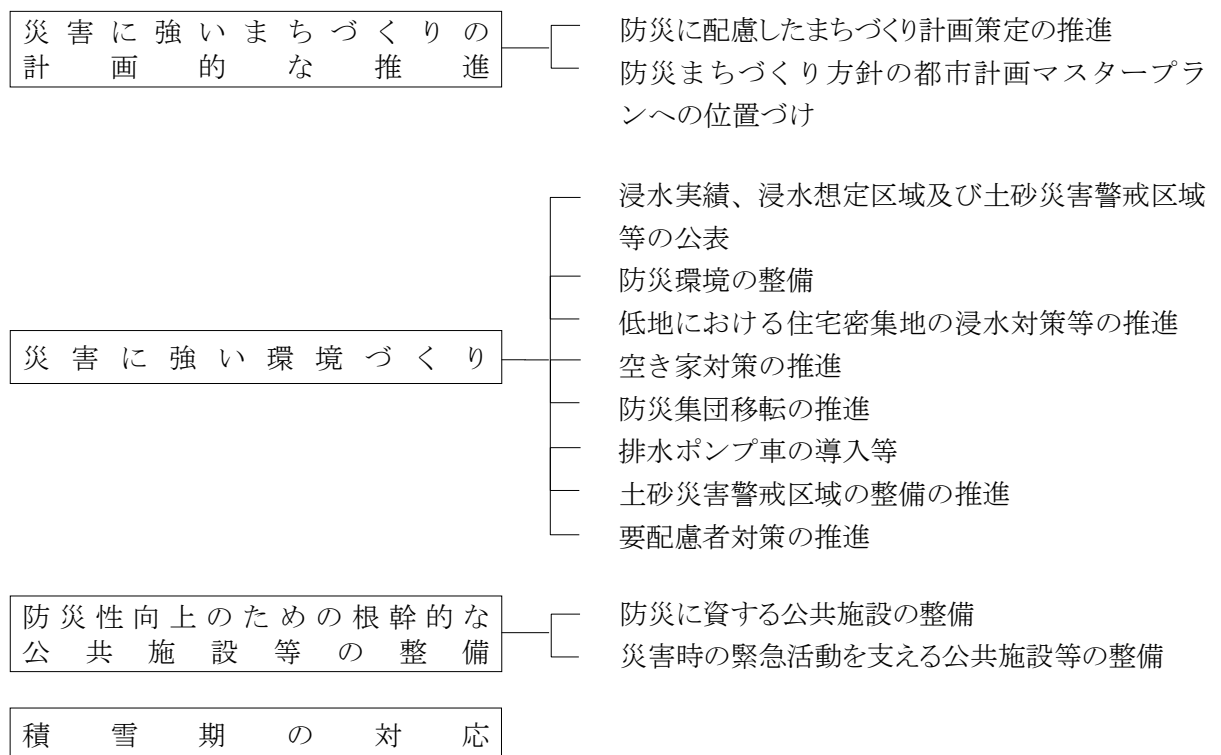 災害に強いまちづくりの
計画的な推進
防災に配慮したまちづくり計画策定の推進
防災まちづくり方針の都市計画マスタープラ
ンへの位置づけ
浸水実績、浸水想定区域及び土砂災害警戒区域
等の公表
防災環境の整備
低地における住宅密集地の浸水対策等の推進
災害に強い環境づくり
空き家対策の推進
防災集団移転の推進
排水ポンプ車の導入等
土砂災害警戒区域の整備の推進
要配慮者対策の推進
防災性向上のための根幹的な
公共施設等の整備
防災に資する公共施設の整備
災害時の緊急活動を支える公共施設等の整備
積雪期の対応